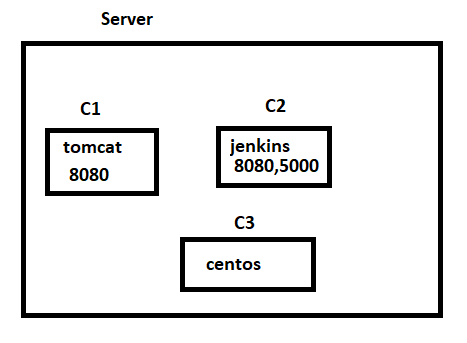 Server
C1
tomcat
8080
C2
jenkins
8080,5000
C3
centos